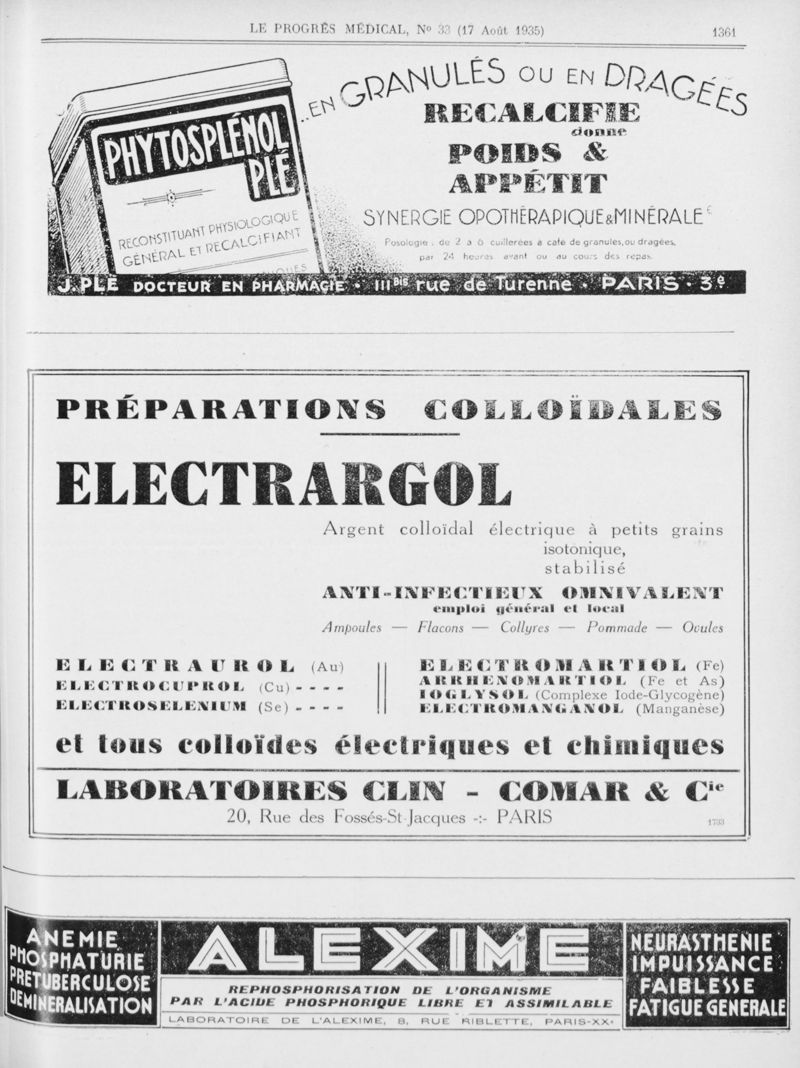 LE PROGRÈS MÉDICAL, Nº 33 (17 Août 1935)
1361
PHYTOSPLÉNOL
PLÉ
RECONSTITUANT PHYSIOLOGIQUE
GÉNÉRAL ET RECALCIFIANT
..EN GRANULÉS OU EN DRAGÉES
RECALCIFIE
donne
POIDS &
APPÉTIT
SYNERGIE OPOTHÉRAPIQUE & MINÉRALE
Posologie : de 2 à 6 cuillerées à café de granules, ou dragées,
par 24 heures avant ou au cours des repas.
J. PLÉ DOCTEUR EN PHARMACIE • 111BIS rue de Turenne • PARIS • 3e
PRÉPARATIONS COLLOÏDALES
ELECTRARGOL
Argent colloïdal électrique à petits grains
isotonique,
stabilisé
ANTI-INFECTIEUX OMNIVALENT
emploi général et local
Ampoules — Flacons — Collyres — Pommade — Ovules
ELECTRAUROL (Au)
ELECTROCUPROL (Cu) - - - -
ELECTROSELENIUM (Se) - - - -
ELECTROMARTIOL (Fe)
ARRHENOMARTIOL (Fe et As)
IOGLYSOL (Complexe Iode-Glycogène)
ELECTROMANGANOL (Manganèse)
et tous colloïdes électriques et chimiques
LABORATOIRES CLIN - COMAR & Cie
20, Rue des Fossés-St-Jacques -:- PARIS
1733
ANEMIE
PHOSPHATURIE
PRETUBERCULOSE
DEMINERALISATION
ALEXIME
REPHOSPHORISATION DE L'ORGANISME
PAR L'ACIDE PHOSPHORIQUE LIBRE ET ASSIMILABLE
LABORATOIRE DE L'ALEXIME, 8, RUE RIBLETTE, PARIS-XXe
NEURASTHENIE
IMPUISSANCE
FAIBLESSE
FATIGUE GENERALE